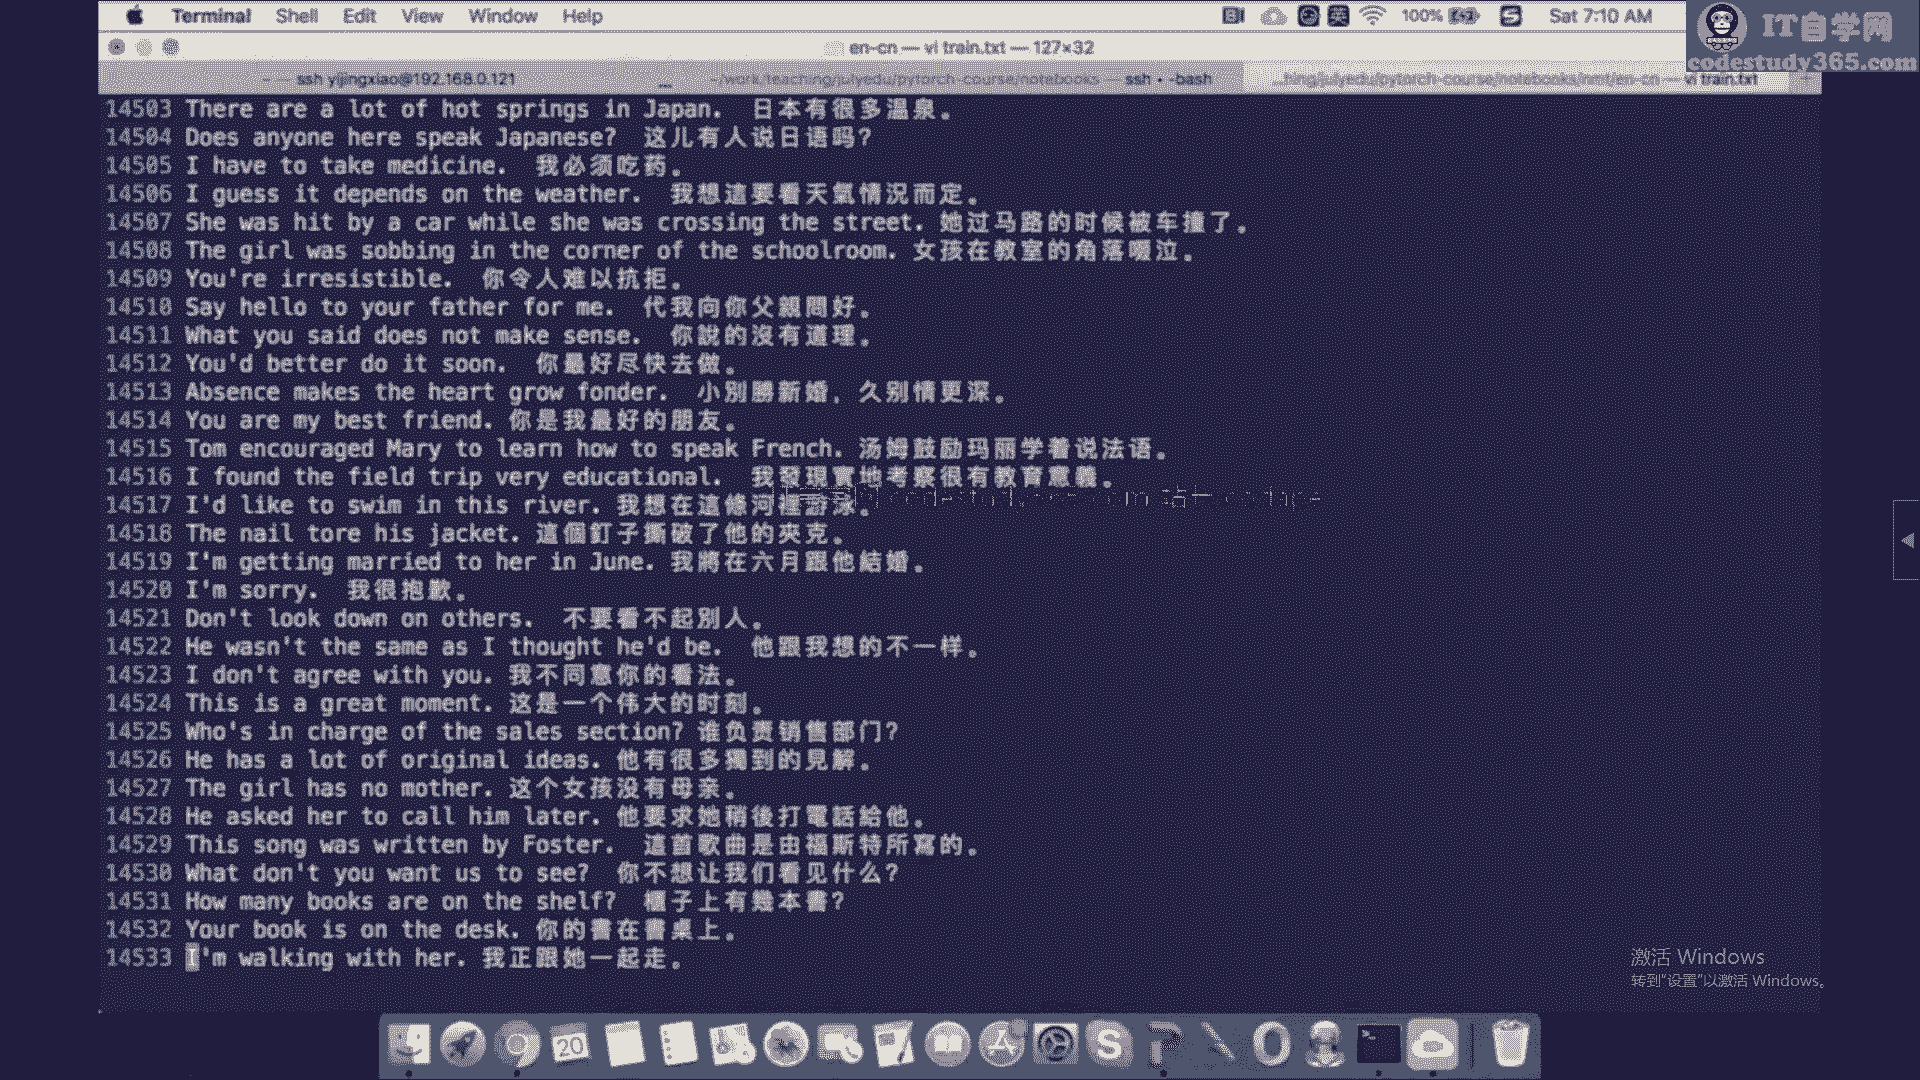 Terminal Shell Edit View Window Help 100% Sat 7:10 AM
IT自学网
codestudy365.com
en-cn — vi train.txt — 127×32
ssh yijingxiao@192.168.0.121 ~/work/teaching/julyedu/pytorch-course/notebooks — ssh • -bash ...hing/julyedu/pytorch-course/notebooks/nmt/en-cn — vi train.txt
14503 There are a lot of hot springs in Japan. 日本有很多温泉。
14504 Does anyone here speak Japanese? 这儿有人说日语吗?
14505 I have to take medicine. 我必须吃药。
14506 I guess it depends on the weather. 我想這要看天氣情況而定。
14507 She was hit by a car while she was crossing the street. 她过马路的时候被车撞了。
14508 The girl was sobbing in the corner of the schoolroom. 女孩在教室的角落啜泣。
14509 You're irresistible. 你令人难以抗拒。
14510 Say hello to your father for me. 代我向你父親問好。
14511 What you said does not make sense. 你說的沒有道理。
14512 You'd better do it soon. 你最好尽快去做。
14513 Absence makes the heart grow fonder. 小別勝新婚，久别情更深。
14514 You are my best friend. 你是我最好的朋友。
14515 Tom encouraged Mary to learn how to speak French. 汤姆鼓励玛丽学着说法语。
14516 I found the field trip very educational. 我發現實地考察很有教育意義。
14517 I'd like to swim in this river. 我想在這條河裡游泳。
14518 The nail tore his jacket. 這個釘子撕破了他的夾克。
14519 I'm getting married to her in June. 我將在六月跟他結婚。
14520 I'm sorry. 我很抱歉。
14521 Don't look down on others. 不要看不起別人。
14522 He wasn't the same as I thought he'd be. 他跟我想的不一样。
14523 I don't agree with you. 我不同意你的看法。
14524 This is a great moment. 这是一个伟大的时刻。
14525 Who's in charge of the sales section? 谁负责销售部门?
14526 He has a lot of original ideas. 他有很多獨到的見解。
14527 The girl has no mother. 这个女孩没有母亲。
14528 He asked her to call him later. 他要求她稍後打電話給他。
14529 This song was written by Foster. 這首歌曲是由福斯特所寫的。
14530 What don't you want us to see? 你不想让我们看见什么?
14531 How many books are on the shelf? 櫃子上有幾本書?
14532 Your book is on the desk. 你的書在書桌上。
14533 I'm walking with her. 我正跟她一起走。
激活 Windows
转到"设置"以激活 Windows。
20